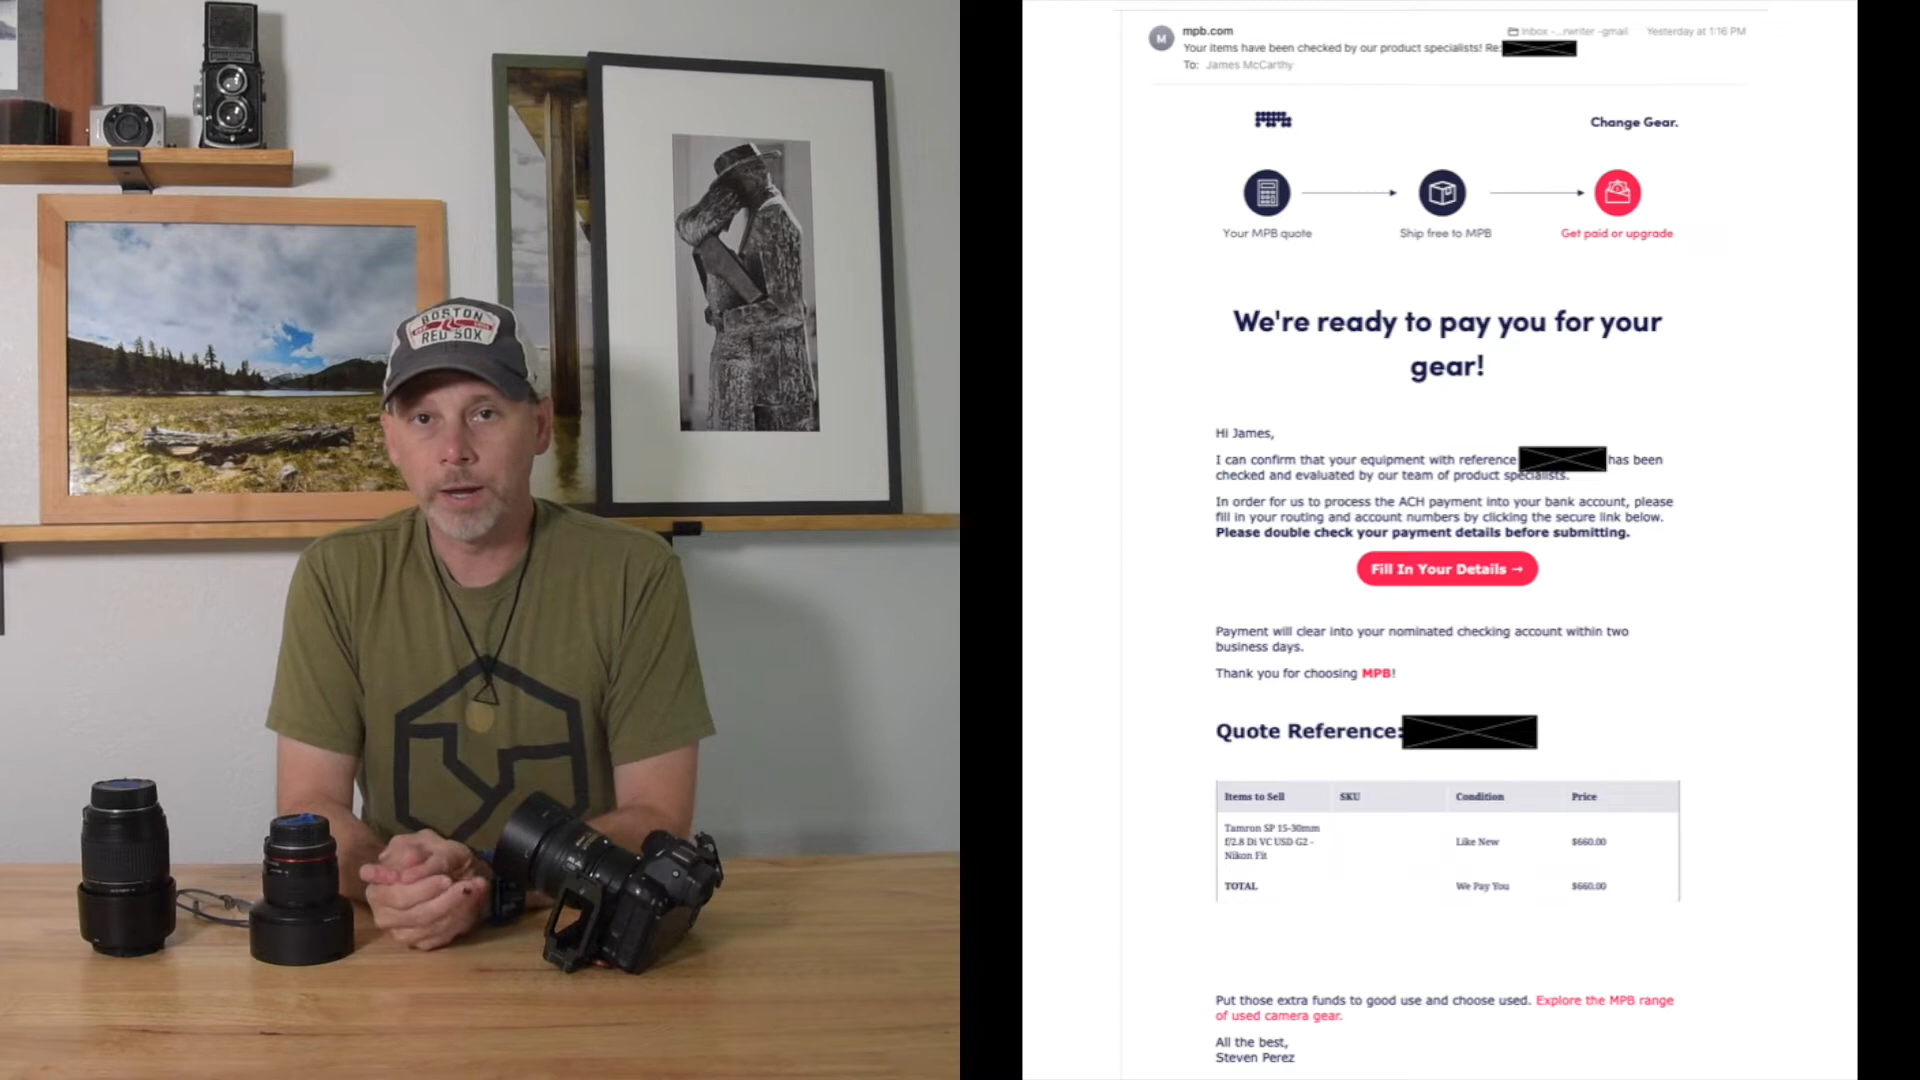 BOSTON
RED SOX
M
mpb.com
Inbox - ...rwriter -gmail
Yesterday at 1:16 PM
Your items have been checked by our product specialists! Re:
To: James McCarthy
Change Gear.
Your MPB quote
Ship free to MPB
Get paid or upgrade
We're ready to pay you for your
gear!
Hi James,
I can confirm that your equipment with reference has been
checked and evaluated by our team of product specialists.
In order for us to process the ACH payment into your bank account, please
fill in your routing and account numbers by clicking the secure link below.
Please double check your payment details before submitting.
Fill In Your Details →
Payment will clear into your nominated checking account within two
business days.
Thank you for choosing MPB!
Quote Reference:
Items to Sell SKU Condition Price
Tamron SP 15-30mm
f/2.8 Di VC USD G2 - Like New $660.00
Nikon Fit
TOTAL We Pay You $660.00
Put those extra funds to good use and choose used. Explore the MPB range
of used camera gear.
All the best,
Steven Perez